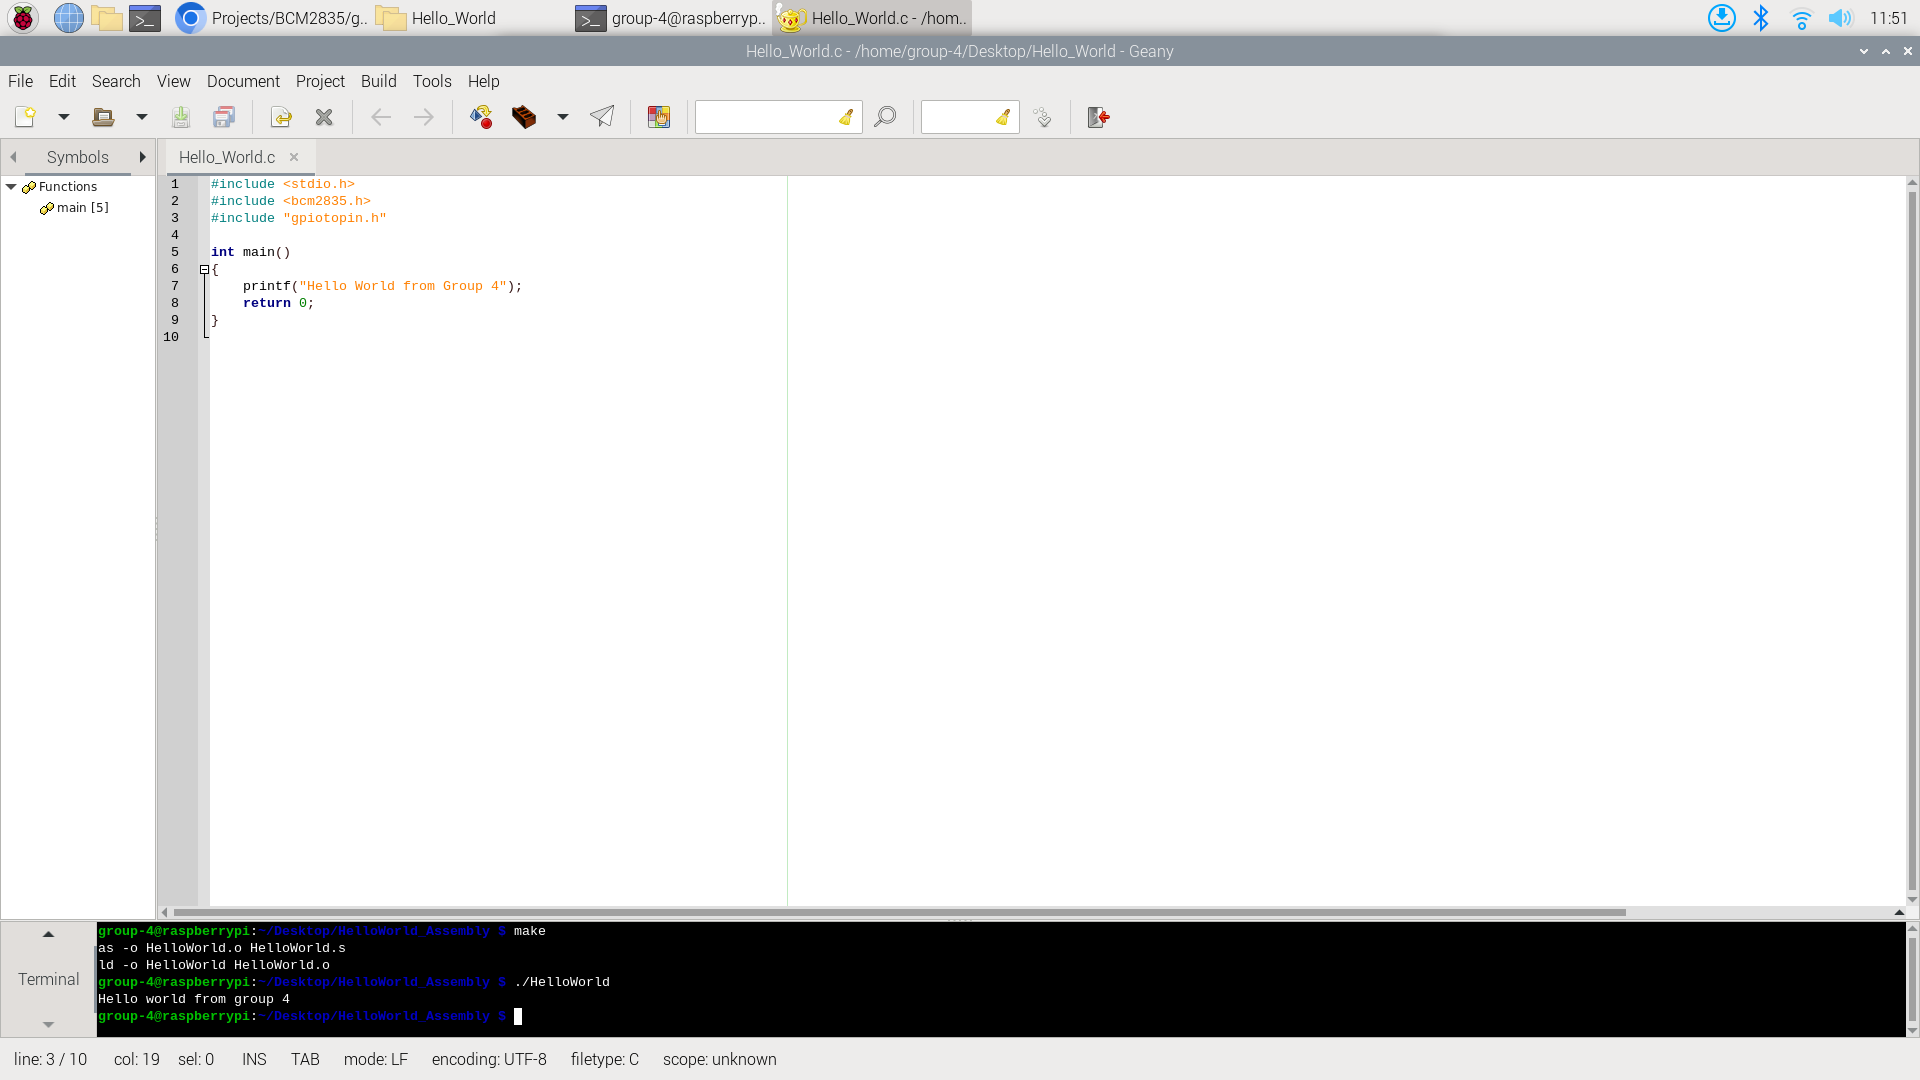 Projects/BCM2835/g..
Hello_World
group-4@raspberryp..
Hello_World.c - /hom..
11:51
Hello_World.c - /home/group-4/Desktop/Hello_World - Geany
File Edit Search View Document Project Build Tools Help
Symbols
Hello_World.c
Functions
main [5]
1 #include <stdio.h>
2 #include <bcm2835.h>
3 #include "gpiotopin.h"
4
5 int main()
6 {
7 printf("Hello World from Group 4");
8 return 0;
9 }
10
Terminal
group-4@raspberrypi:~/Desktop/HelloWorld_Assembly $ make
as -o HelloWorld.o HelloWorld.s
ld -o HelloWorld HelloWorld.o
group-4@raspberrypi:~/Desktop/HelloWorld_Assembly $ ./HelloWorld
Hello world from group 4
group-4@raspberrypi:~/Desktop/HelloWorld_Assembly $
line: 3 / 10 col: 19 sel: 0 INS TAB mode: LF encoding: UTF-8 filetype: C scope: unknown